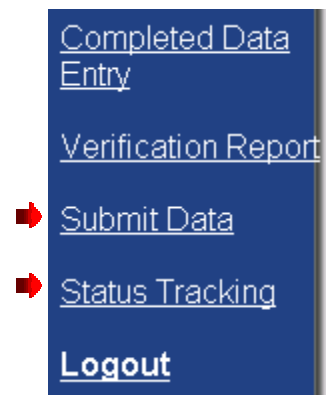 Completed Data
Entry
Verification Report
Submit Data
Status Tracking
Logout